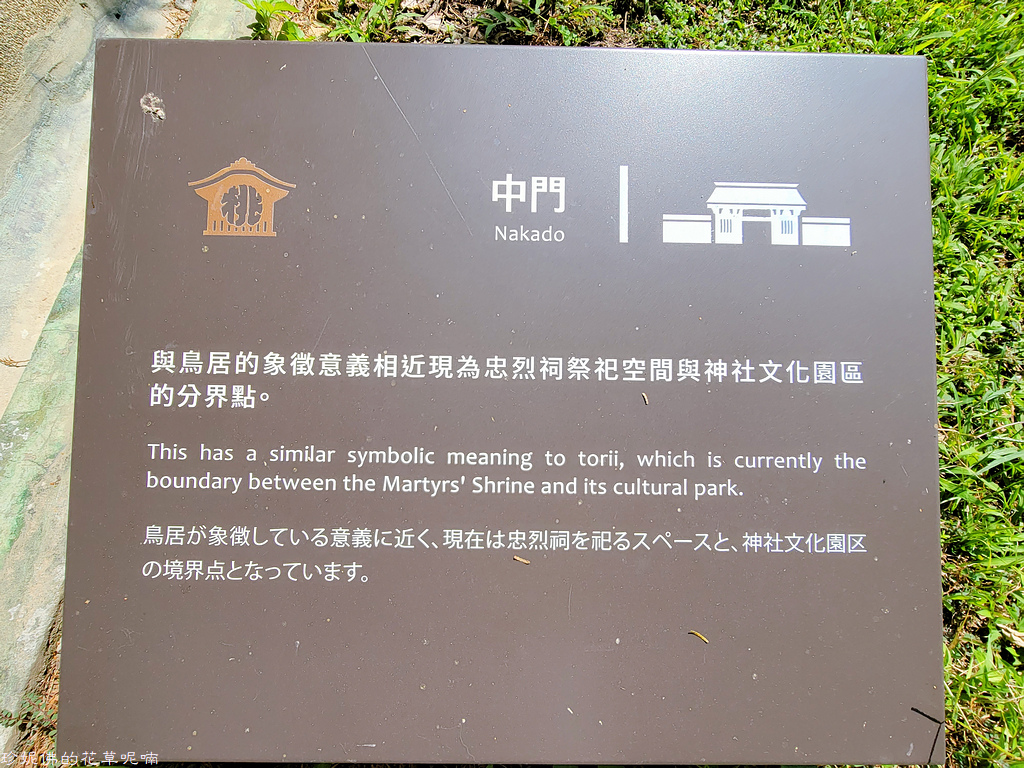 桃
中門
Nakado
與鳥居的象徵意義相近現為忠烈祠祭祀空間與神社文化園區
的分界點。
This has a similar symbolic meaning to torii, which is currently the
boundary between the Martyrs' Shrine and its cultural park.
鳥居が象徴している意義に近く、現在は忠烈祠を祀るスペースと、神社文化園区
の境界点となっています。
珍妮佛的花草呢喃